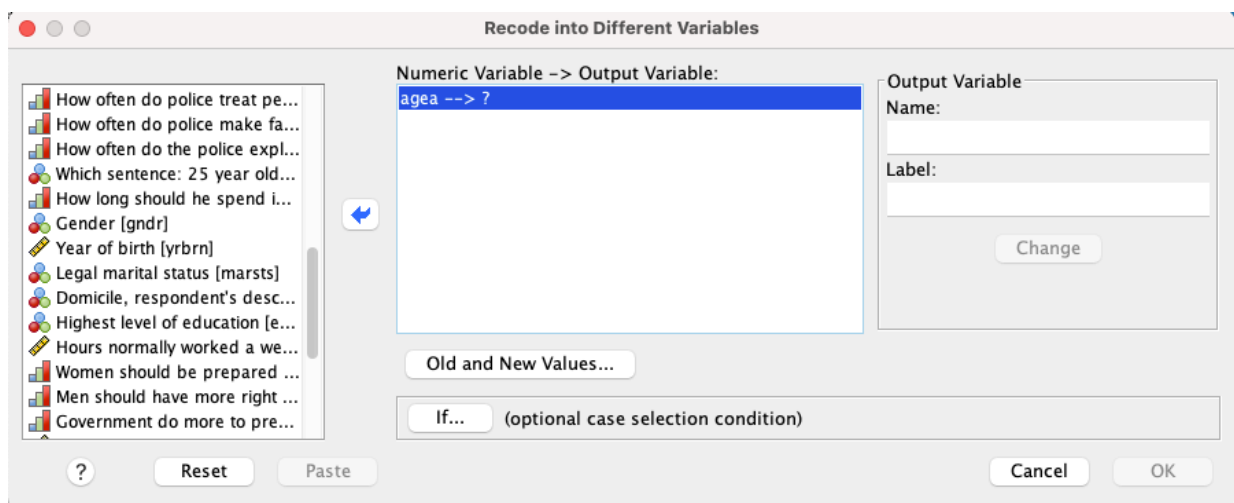 Recode into Different Variables
How often do police treat pe...
How often do police make fa...
How often do the police expl...
Which sentence: 25 year old...
How long should he spend i...
Gender [gndr]
Year of birth [yrbrn]
Legal marital status [marsts]
Domicile, respondent's desc...
Highest level of education [e...
Hours normally worked a we...
Women should be prepared ...
Men should have more right ...
Government do more to pre...
Numeric Variable -> Output Variable:
agea --> ?
Old and New Values...
If... (optional case selection condition)
Output Variable
Name:
Label:
Change
? Reset Paste Cancel OK